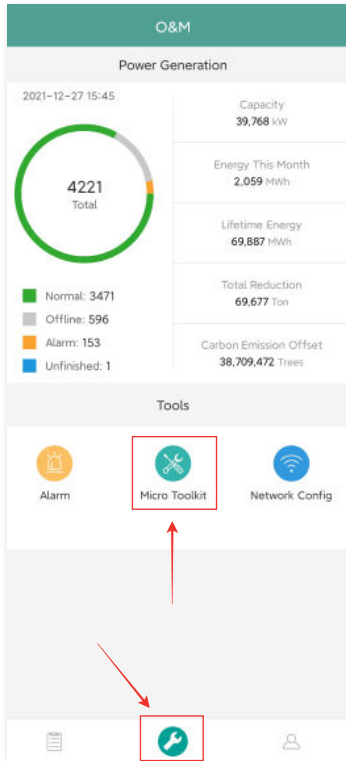 O&M
Power Generation
2021-12-27 15:45
4221
Total
Normal: 3471
Offline: 596
Alarm: 153
Unfinished: 1
Capacity
39,768 kW
Energy This Month
2,059 MWh
Lifetime Energy
69,887 MWh
Total Reduction
69,677 Ton
Carbon Emission Offset
38,709,472 Trees
Tools
Alarm Micro Toolkit Network Config